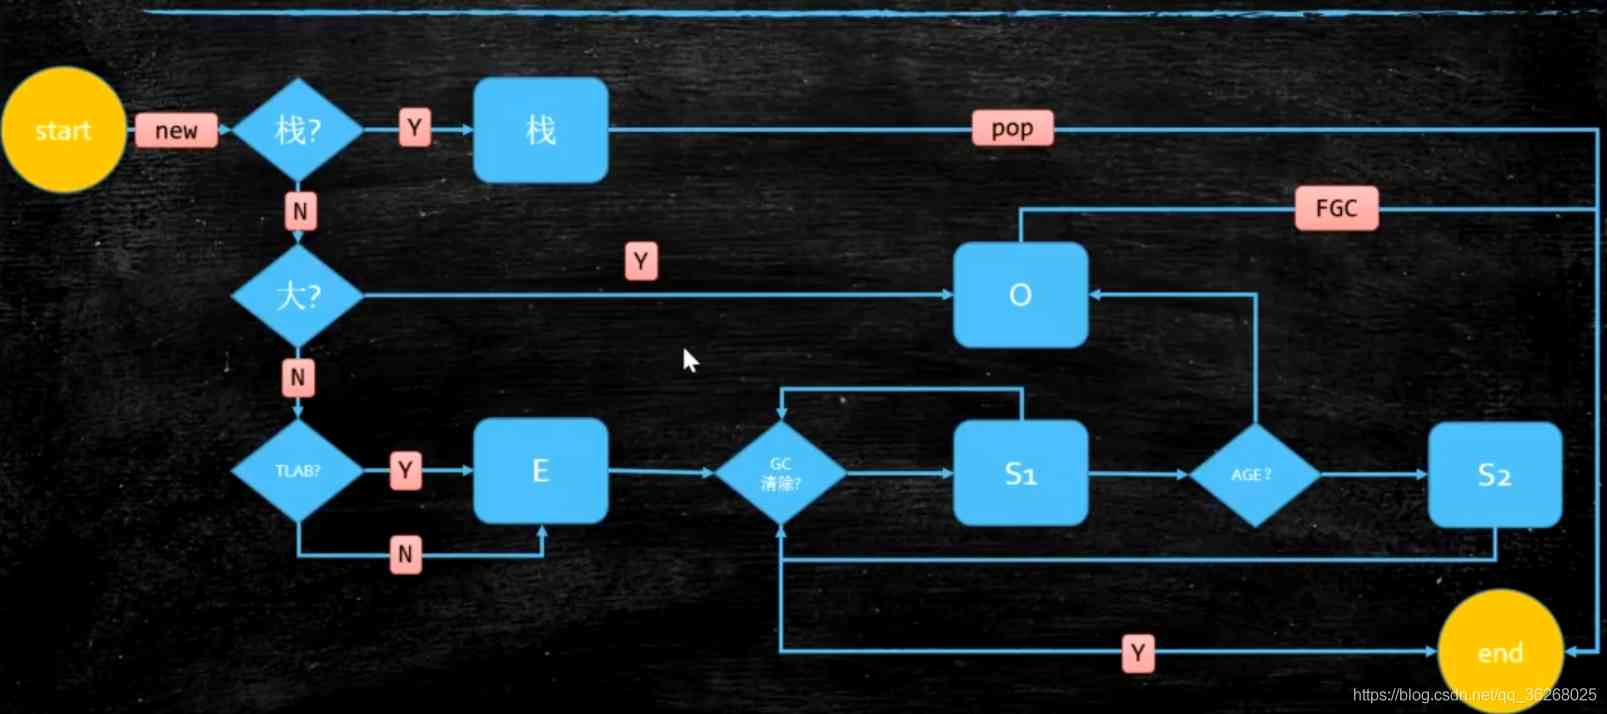 start
new
栈?
Y
栈
pop
N
FGC
Y
大?
O
N
TLAB?
Y
E
GC
清除?
S1
AGE?
S2
N
Y
end
https://blog.csdn.net/qq_36268025